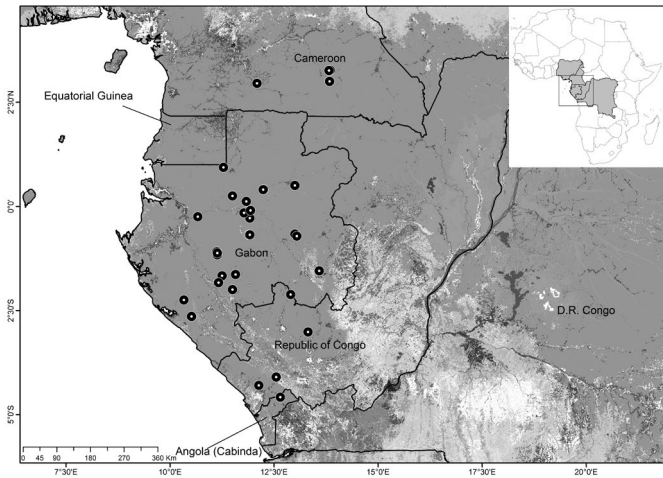 Cameroon
Equatorial Guinea
Gabon
D.R. Congo
Republic of Congo
Angola (Cabinda)
2°30'N
0°0'
2°30'S
5°0'S
0 45 90 180 270 360 Km
7°30'E 10°0'E 12°30'E 15°0'E 17°30'E 20°0'E